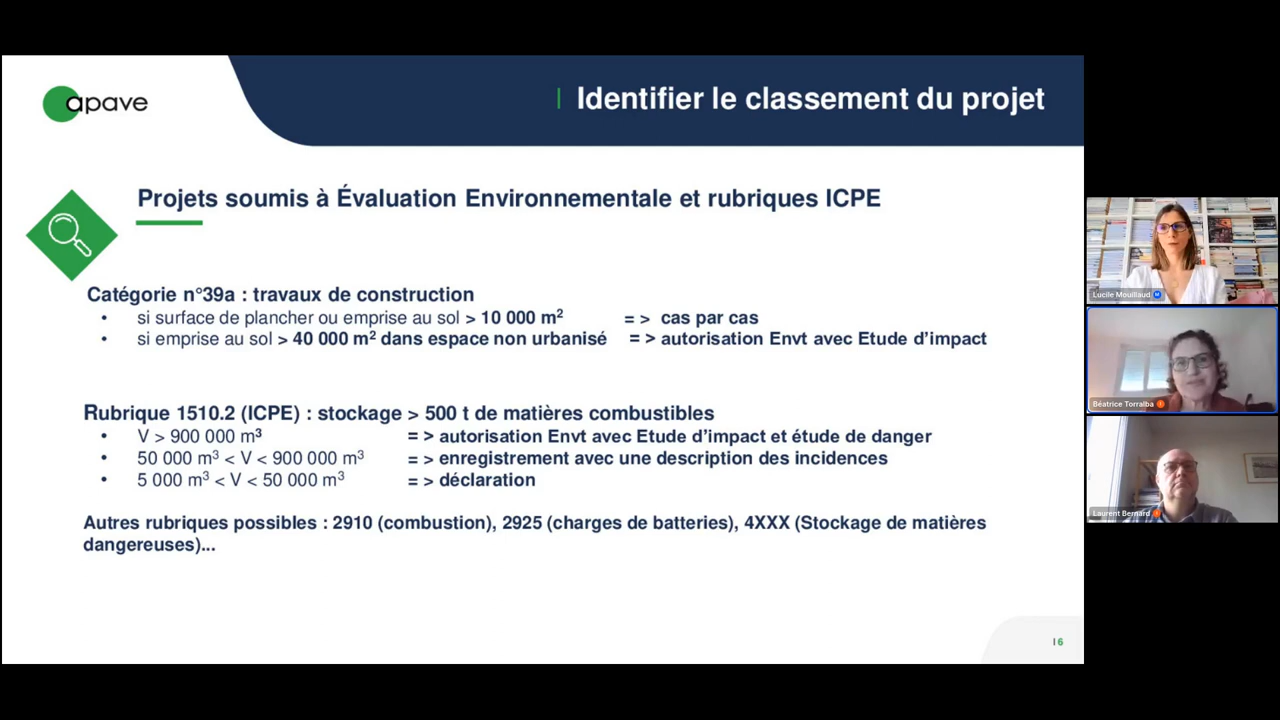 apave
Identifier le classement du projet
Projets soumis à Évaluation Environnementale et rubriques ICPE
Catégorie n°39a : travaux de construction
• si surface de plancher ou emprise au sol > 10 000 m² = > cas par cas
• si emprise au sol > 40 000 m² dans espace non urbanisé = > autorisation Envt avec Etude d’impact
Rubrique 1510.2 (ICPE) : stockage > 500 t de matières combustibles
• V > 900 000 m³ = > autorisation Envt avec Etude d’impact et étude de danger
• 50 000 m³ < V < 900 000 m³ = > enregistrement avec une description des incidences
• 5 000 m³ < V < 50 000 m³ = > déclaration
Autres rubriques possibles : 2910 (combustion), 2925 (charges de batteries), 4XXX (Stockage de matières
dangereuses)...
I 6
Lucile Mouillaud M
Béatrice Torralba I
Laurent Bernard I